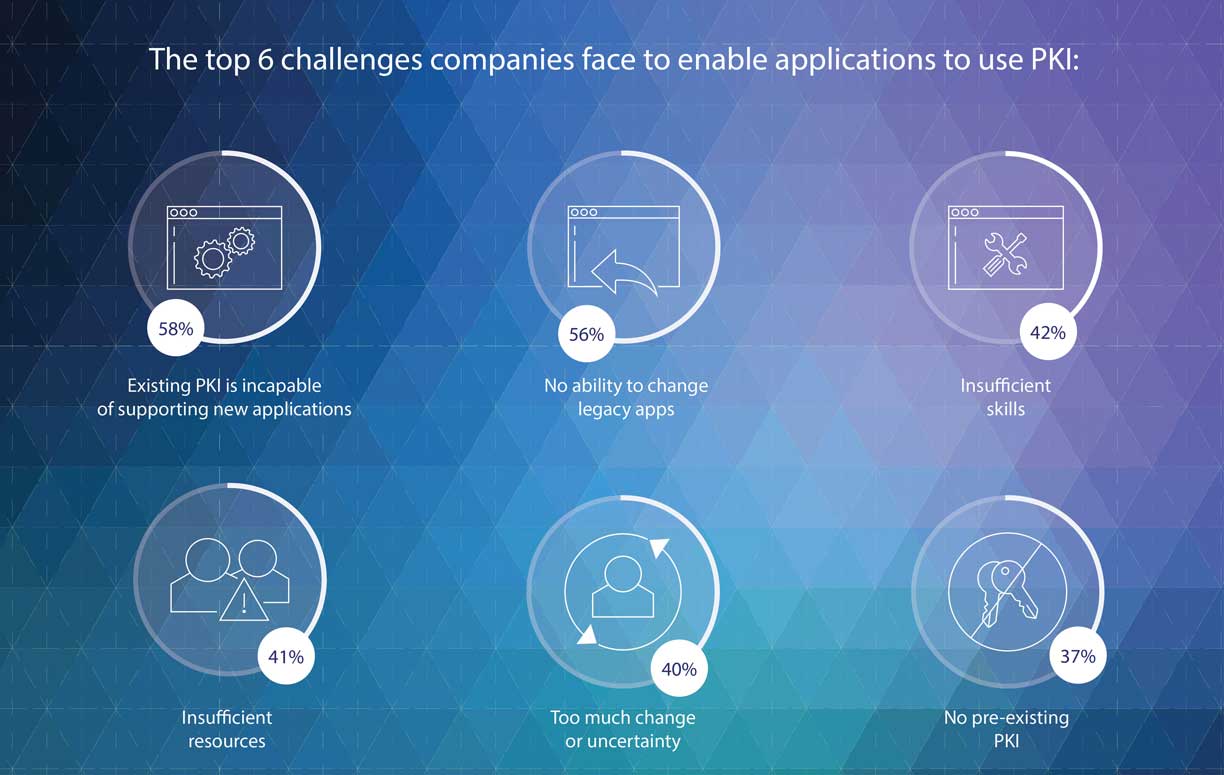 The top 6 challenges companies face to enable applications to use PKI:
58%
Existing PKI is incapable
of supporting new applications
56%
No ability to change
legacy apps
42%
Insufficient
skills
41%
Insufficient
resources
40%
Too much change
or uncertainty
37%
No pre-existing
PKI